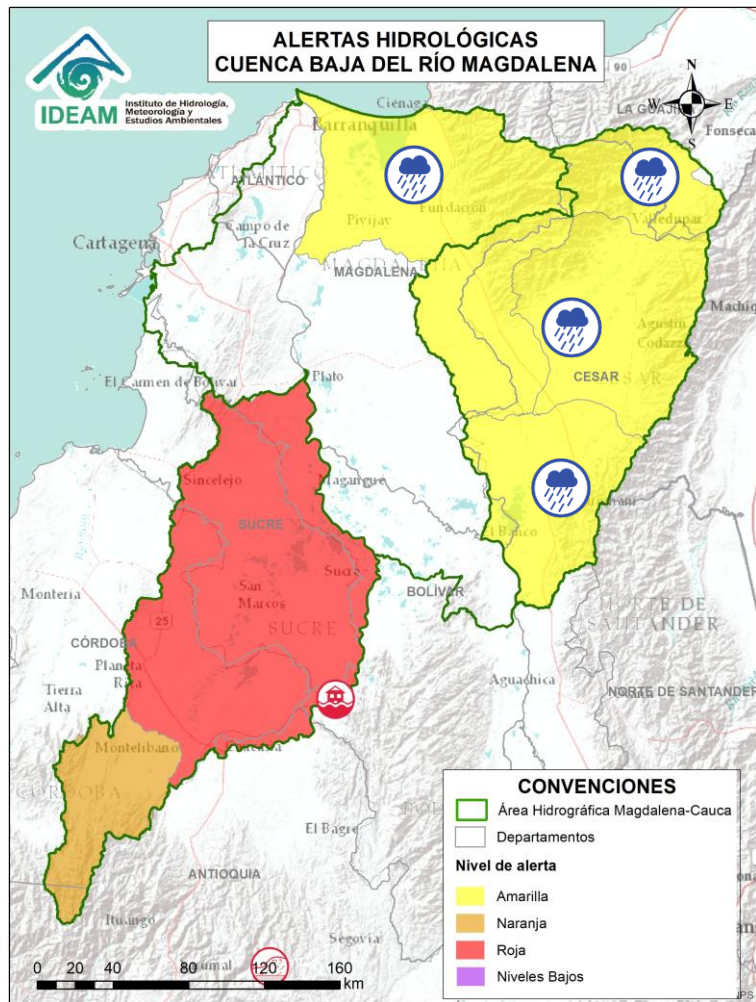 ALERTAS HIDROLÓGICAS
CUENCA BAJA DEL RÍO MAGDALENA
IDEAM
Instituto de Hidrología,
Meteorología y
Estudios Ambientales
N
W E
S
90
LA GUAJIRA
Fonseca
Ciénaga
Barranquilla
ATLÁNTICO
Campo de
la Cruz
Pivijay
Fundación
Valledupar
Cartagena
MAGDALENA
MAGDALENA
Agustín
Codazzi
CESAR
El Carmen de Bolívar
Plato
Sincelejo
Magangué
SUCRE
El Banco
San
Marcos
Sucre
SUCRE
BOLÍVAR
Montería
25
CÓRDOBA
Planeta
Rica
Tierra
Alta
NORTE DE
SANTANDER
NORTE DE SANTANDER
Aguachica
Montelíbano
Caucasia
CÓRDOBA
El Bagre
ANTIOQUIA
Ituango
Segovia
CONVENCIONES
Área Hidrográfica Magdalena-Cauca
Departamentos
Nivel de alerta
Amarilla
Naranja
Roja
Niveles Bajos
0 20 40 80 120 160
km